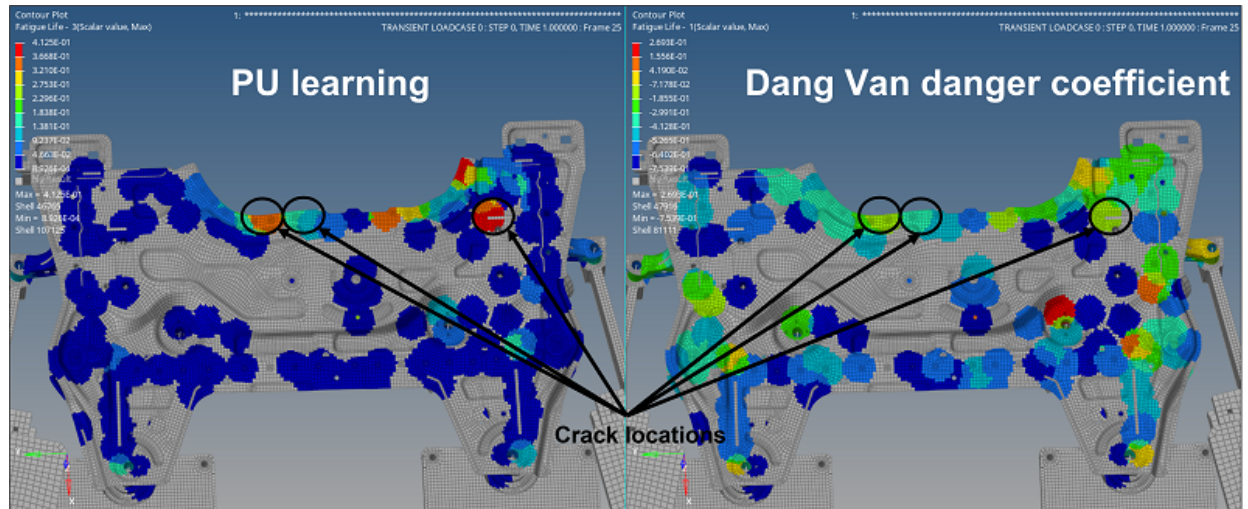 Contour Plot
Fatigue Life - 3(Scalar value, Max)
1: ****************************************
TRANSIENT LOADCASE 0 : STEP 0, TIME 1.000000 : Frame 25
4.125E-01
3.668E-01
3.210E-01
2.753E-01
2.296E-01
1.838E-01
1.381E-01
9.237E-02
4.663E-02
8.926E-04
No Result
Max = 4.125E-01
Shell 46765
Min = 8.926E-04
Shell 107125
PU learning
Contour Plot
Fatigue Life - 1(Scalar value, Max)
1: ****************************************
TRANSIENT LOADCASE 0 : STEP 0, TIME 1.000000 : Frame 25
2.693E-01
1.556E-01
4.190E-02
-7.178E-02
-1.855E-01
-2.991E-01
-4.128E-01
-5.265E-01
-6.402E-01
-7.539E-01
Max = 2.693E-01
Min = -7.539E-01
Shell 81111
Dang Van danger coefficient
Crack locations
Y
X
Y
X